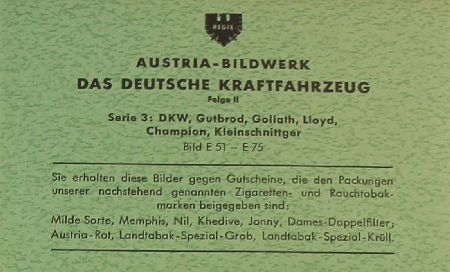 REGIE
AUSTRIA-BILDWERK
DAS DEUTSCHE KRAFTFAHRZEUG
Folge II
Serie 3: DKW, Gutbrod, Goliath, Lloyd,
Champion, Kleinschnittger
Bild E 51 – E 75
Sie erhalten diese Bilder gegen Gutscheine, die den Packungen
unserer nachstehend genannten Zigaretten- und Rauchtabak-
marken beigegeben sind:
Milde Sorte, Memphis, Nil, Khedive, Jonny, Dames-Doppelfilter;
Austria-Rot, Landtabak-Spezial-Grob, Landtabak-Spezial-Krüll.